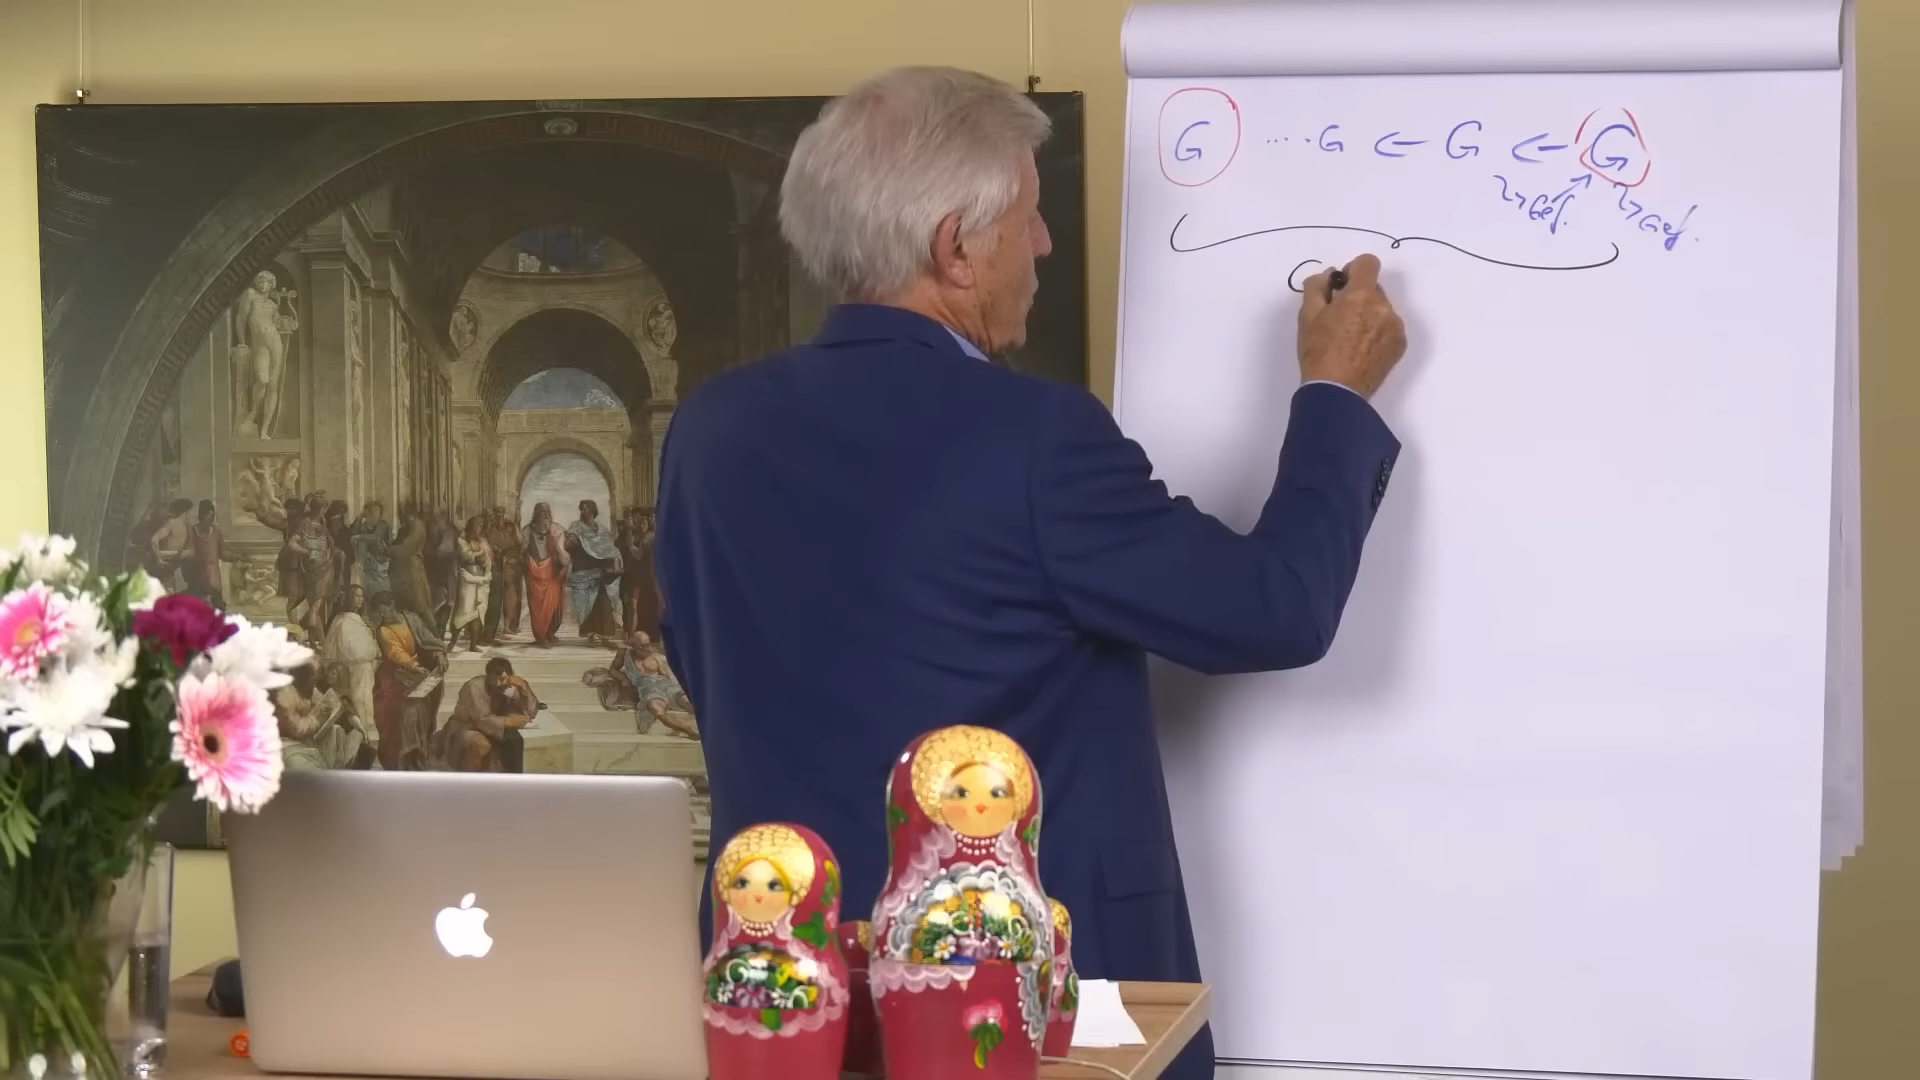 G ....G ← G ← G
↳Gef. ↳Gef.